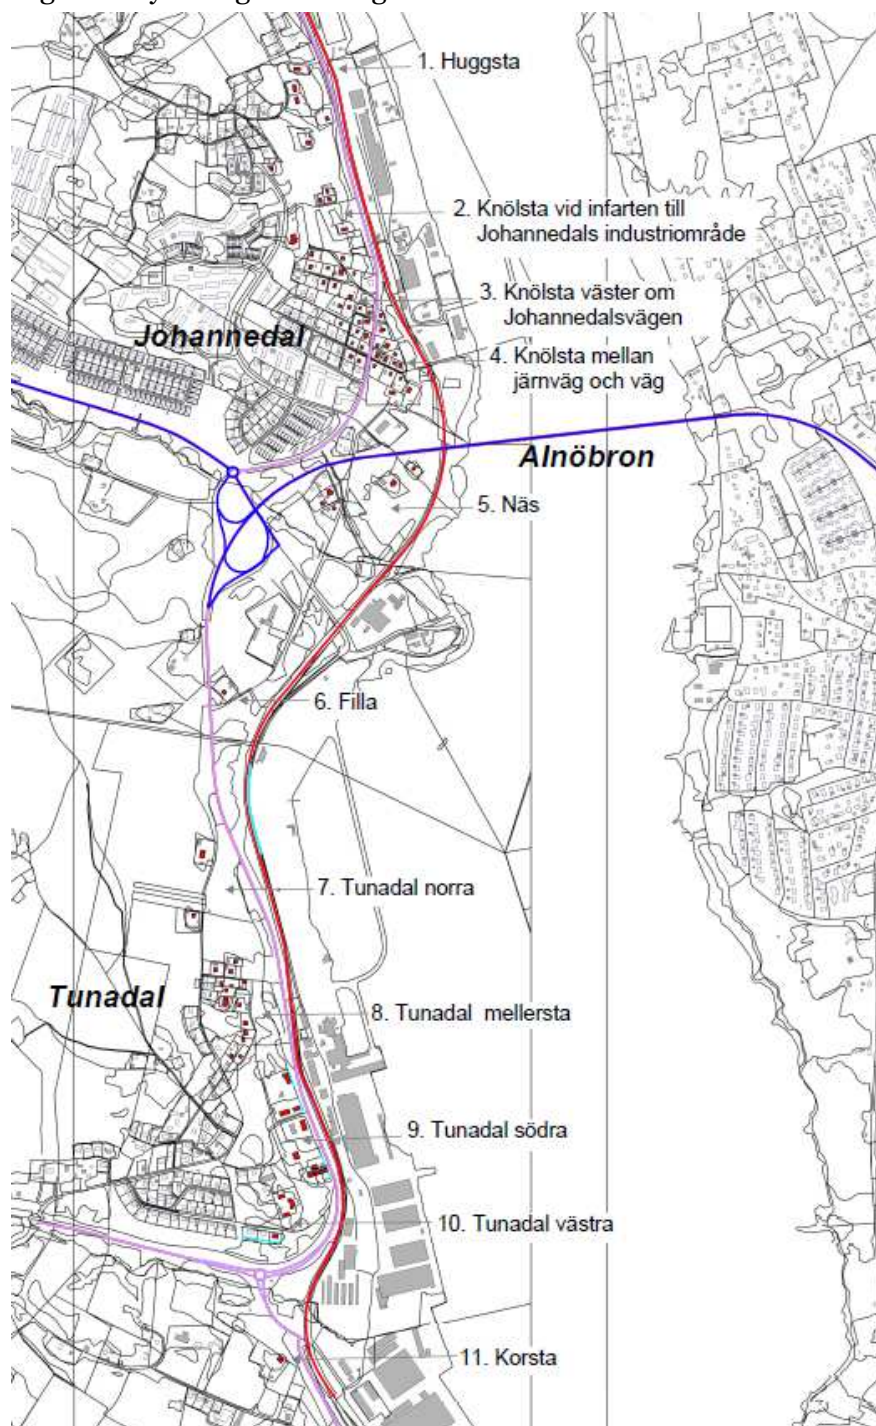 1. Huggsta
2. Knölsta vid infarten till
Johannedals industriområde
3. Knölsta väster om
Johannedalsvägen
Johannedal
4. Knölsta mellan
järnväg och väg
Alnöbron
5. Näs
6. Filla
7. Tunadal norra
Tunadal
8. Tunadal mellersta
9. Tunadal södra
10. Tunadal västra
11. Korsta